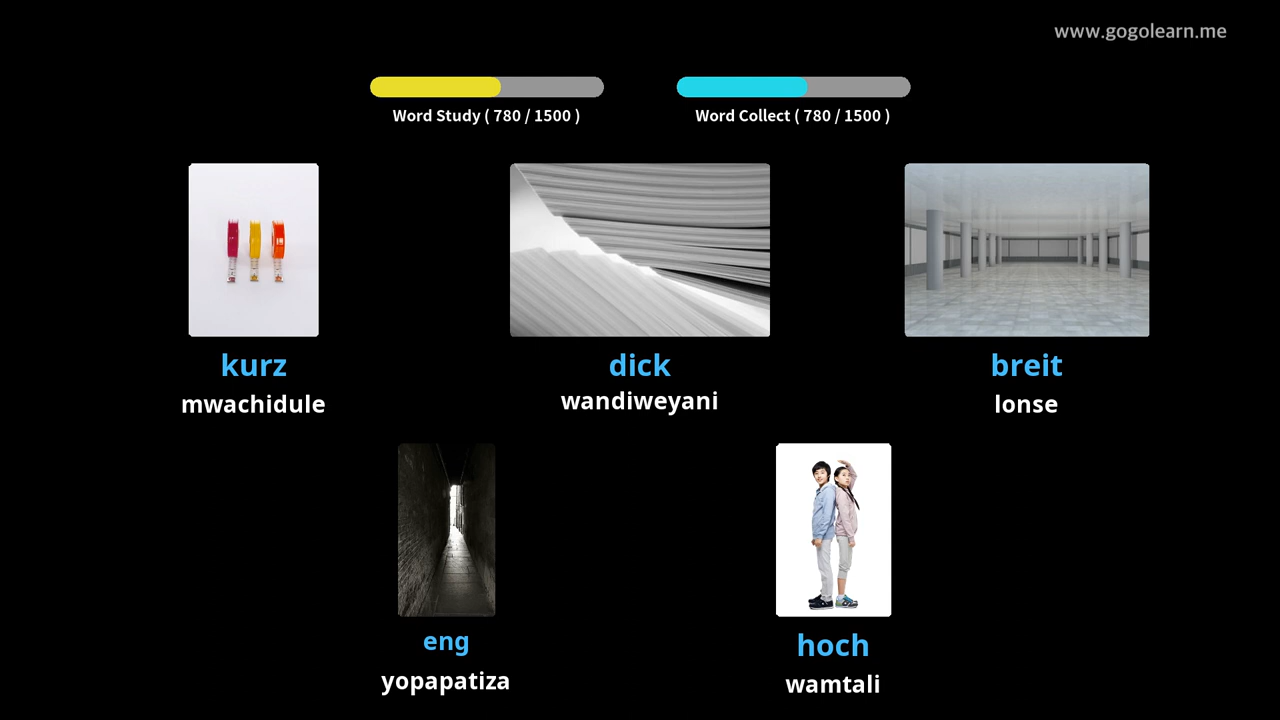 www.gogolearn.me
Word Study ( 780 / 1500 )
Word Collect ( 780 / 1500 )
kurz
mwachidule
dick
wandiweyani
breit
lonse
eng
yopapatiza
hoch
wamtali